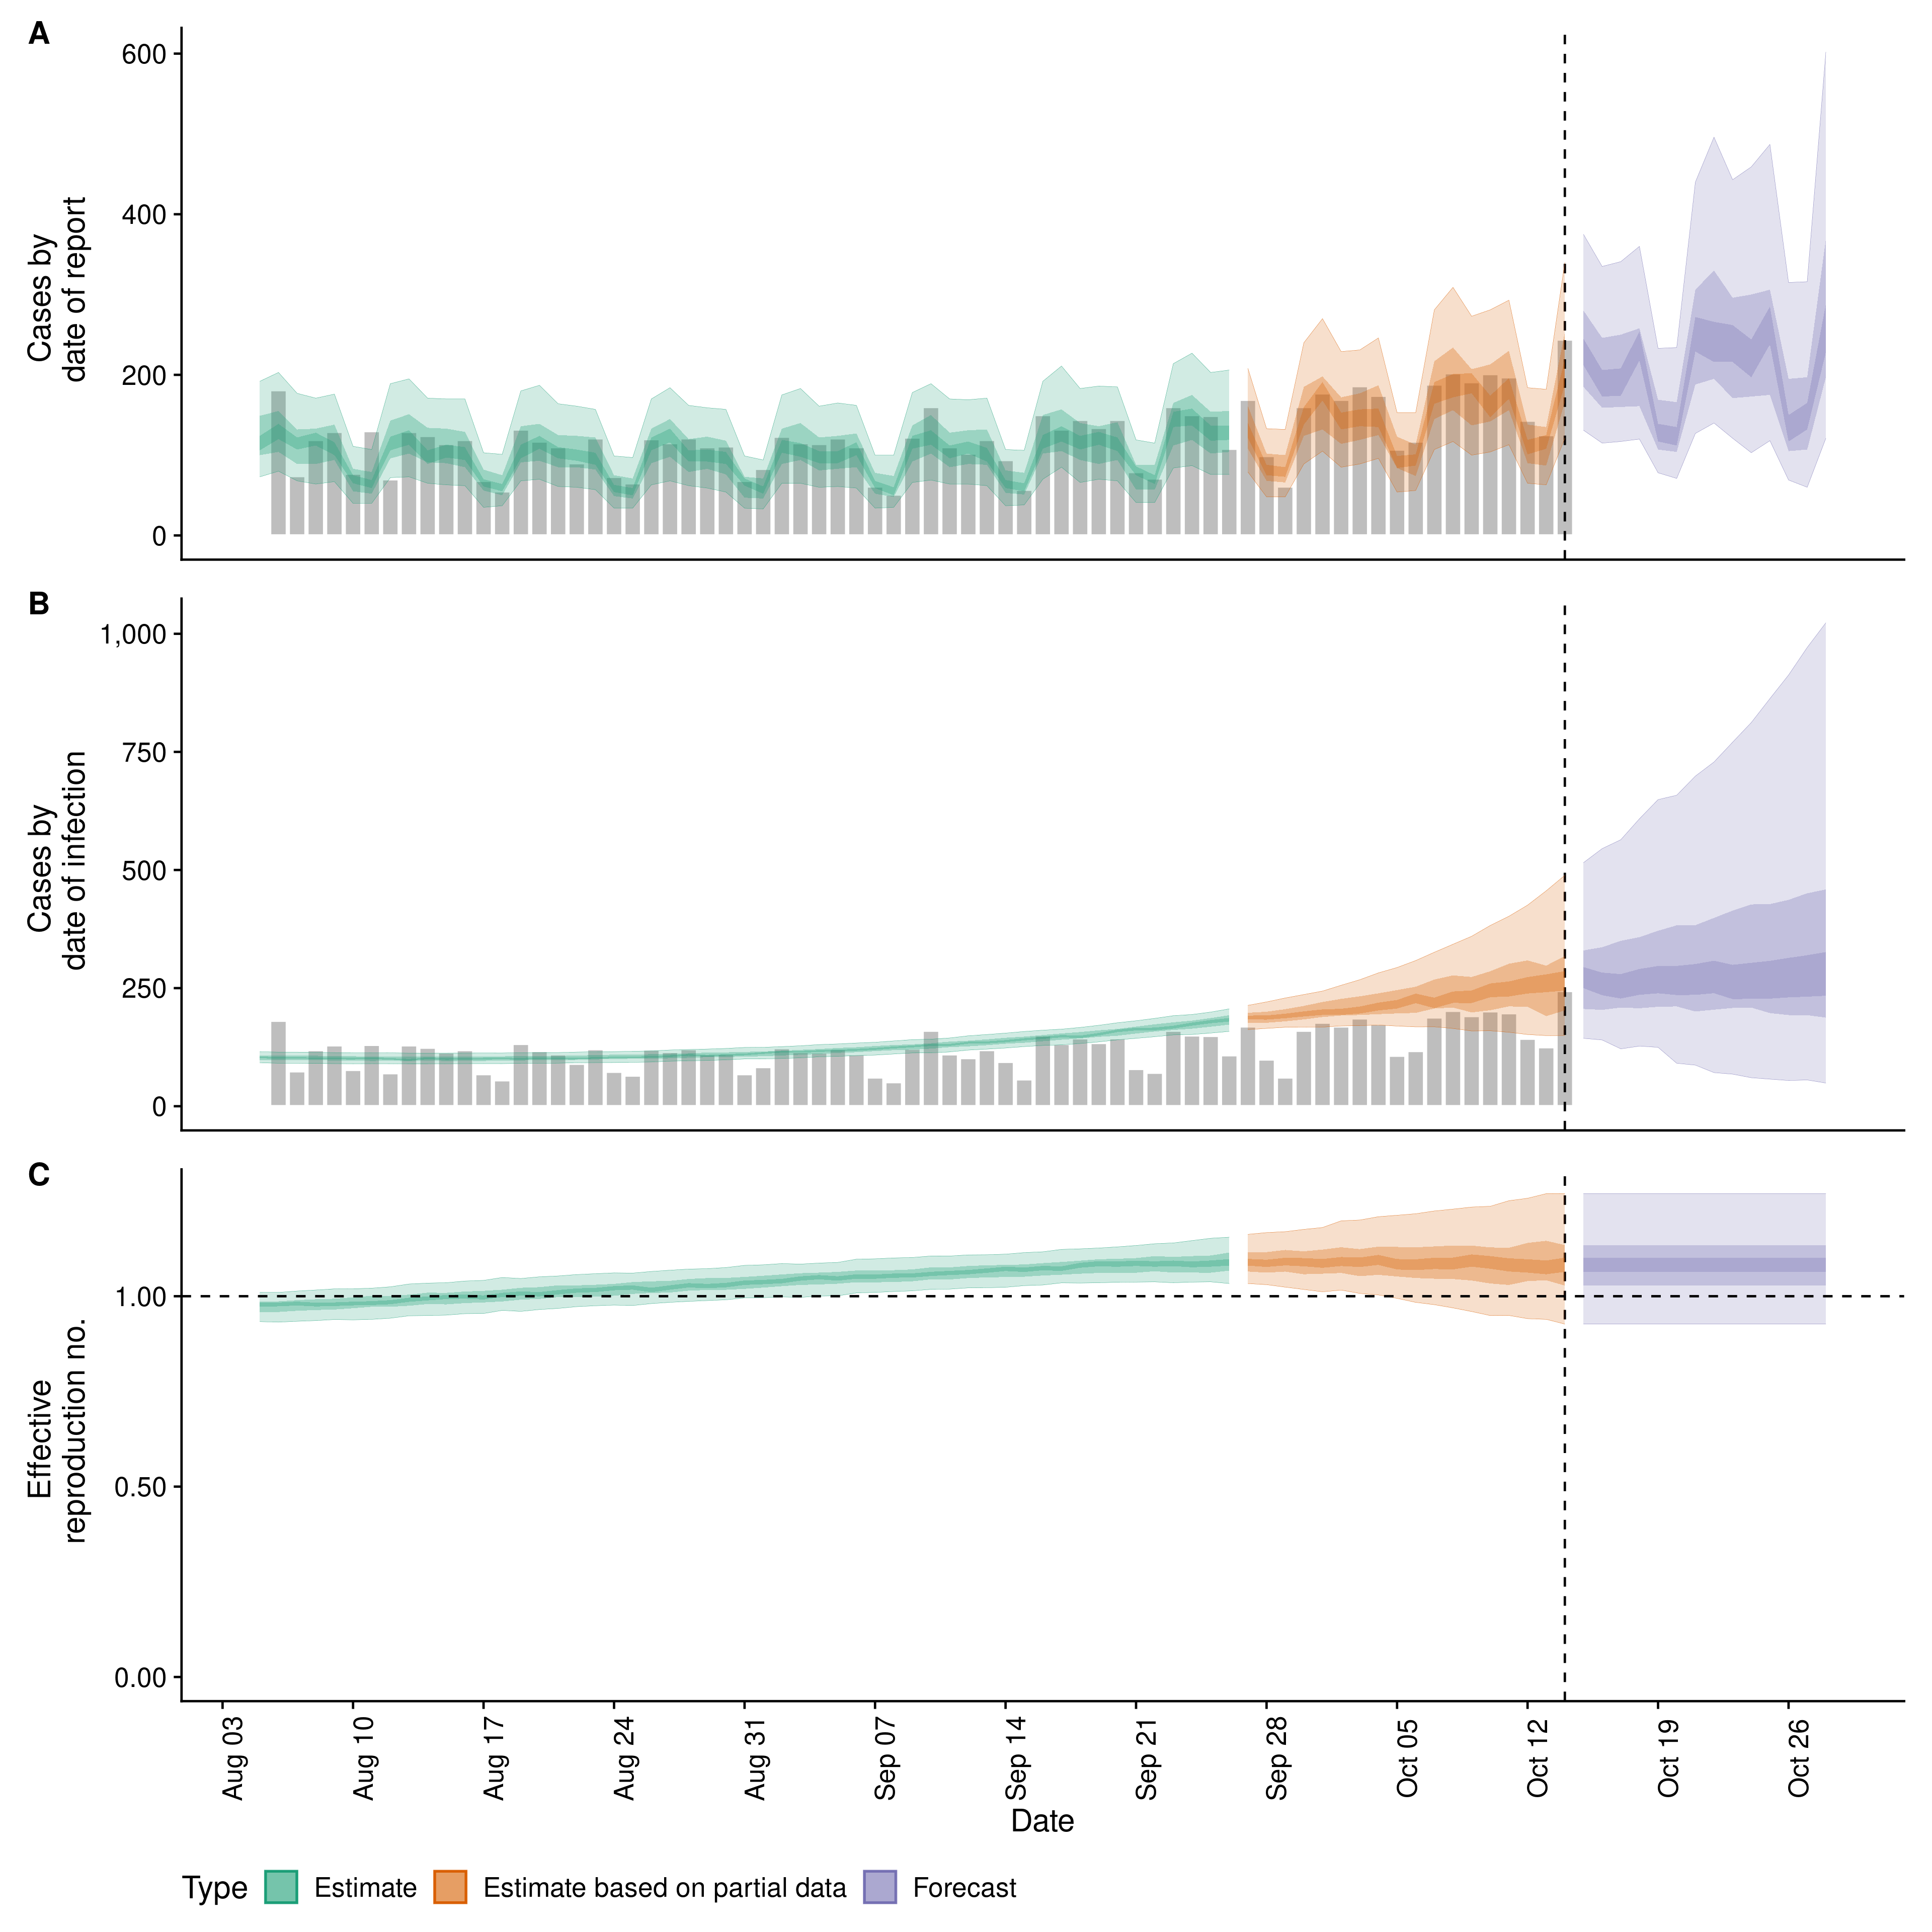 A
600
400
200
0
Cases by
date of report
B
1,000
750
500
250
0
Cases by
date of infection
C
1.00
0.50
0.00
Effective
reproduction no.
Aug 03
Aug 10
Aug 17
Aug 24
Aug 31
Sep 07
Sep 14
Sep 21
Sep 28
Oct 05
Oct 12
Oct 19
Oct 26
Date
Type Estimate Estimate based on partial data Forecast